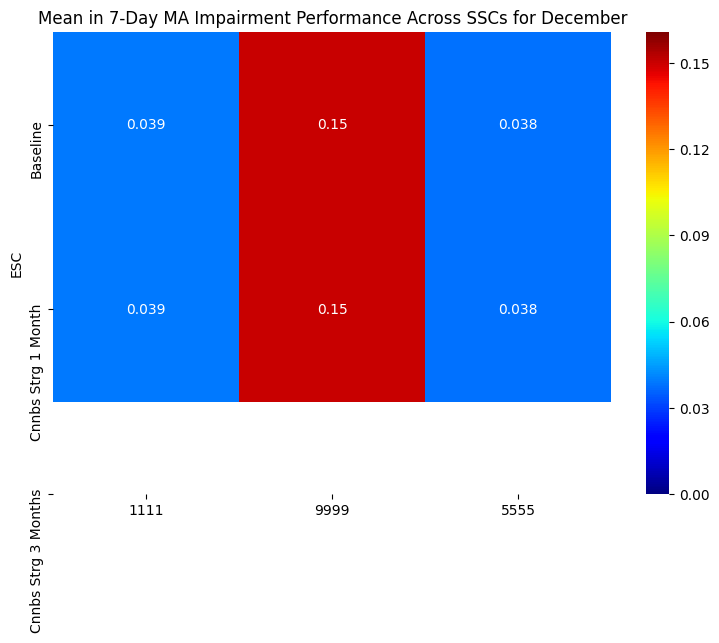 Mean in 7-Day MA Impairment Performance Across SSCs for December
ESC
Baseline
Cnnbs Strg 1 Month
Cnnbs Strg 3 Months
0.039 0.15 0.038
0.039 0.15 0.038
1111 9999 5555
0.15
0.12
0.09
0.06
0.03
0.00